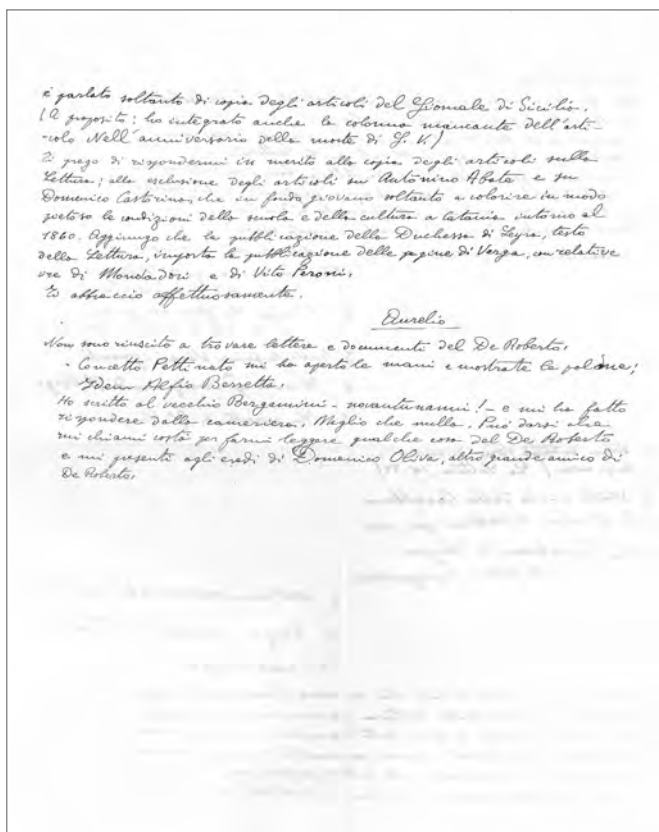 è parlato soltanto di copia degli articoli del Giornale di Sicilia.
(A proposito: ho integrato anche la colonna mancante dell'arti-
-colo Nell'anniversario della morte di G. V.)
Ti prego di rispondermi in merito alla copia degli articoli sulla
Lettura; alla esclusione degli articoli su Antonino Abate e su
Domenico Castorina, che in fondo giovano soltanto a colorire in modo
gustoso le condizioni della scuola e della cultura a Catania intorno al
1860. Aggiungo che la pubblicazione della Duchessa di Leyra, testo
della Lettura, importa la pubblicazione delle pagine di Verga, con relative
ire di Mondadori e di Vito Perroni.
Ti abbraccio affettuosamente.
Aurelio
Non sono riuscito a trovare lettere e documenti del De Roberto.
- Concetto Pettinato mi ha aperto le mani e mostrate le palme;
Idem Alfio Berretta.
Ho scritto al vecchio Bergamini - novantunanni! - e mi ha fatto
rispondere dalla cameriera. Meglio che nulla. Può darsi che
mi chiami costà per farmi leggere qualche cosa del De Roberto
e mi presenti agli eredi di Domenico Oliva, altro grande amico di
De Roberto.